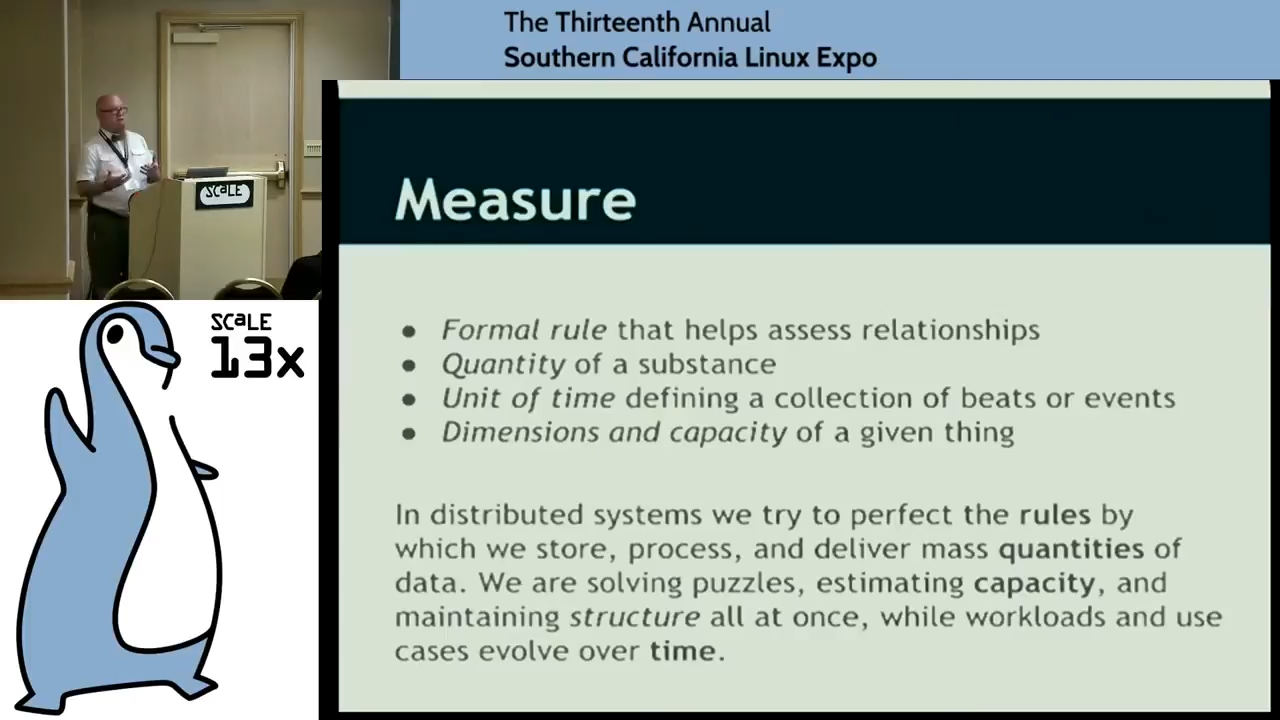 The Thirteenth Annual
Southern California Linux Expo
SCaLE
Measure
● Formal rule that helps assess relationships
● Quantity of a substance
● Unit of time defining a collection of beats or events
● Dimensions and capacity of a given thing
In distributed systems we try to perfect the rules by
which we store, process, and deliver mass quantities of
data. We are solving puzzles, estimating capacity, and
maintaining structure all at once, while workloads and use
cases evolve over time.
SCaLE
13x